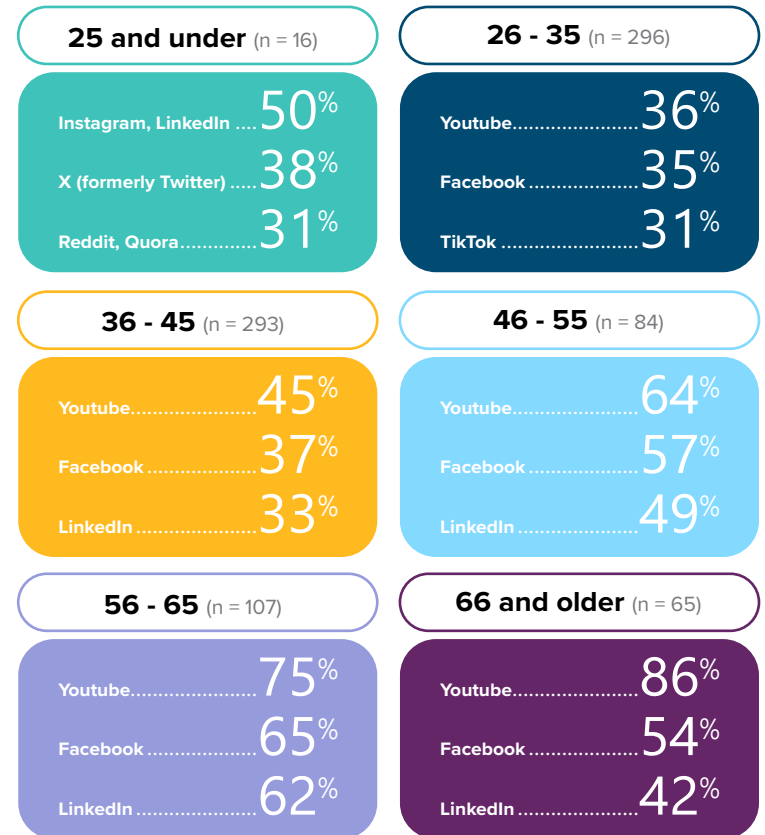 25 and under (n = 16)
Instagram, LinkedIn .... 50%
X (formerly Twitter) ..... 38%
Reddit, Quora.............. 31%
26 - 35 (n = 296)
Youtube....................... 36%
Facebook .................... 35%
TikTok ......................... 31%
36 - 45 (n = 293)
Youtube....................... 45%
Facebook .................... 37%
LinkedIn ...................... 33%
46 - 55 (n = 84)
Youtube....................... 64%
Facebook .................... 57%
LinkedIn ...................... 49%
56 - 65 (n = 107)
Youtube....................... 75%
Facebook .................... 65%
LinkedIn ...................... 62%
66 and older (n = 65)
Youtube....................... 86%
Facebook .................... 54%
LinkedIn ...................... 42%